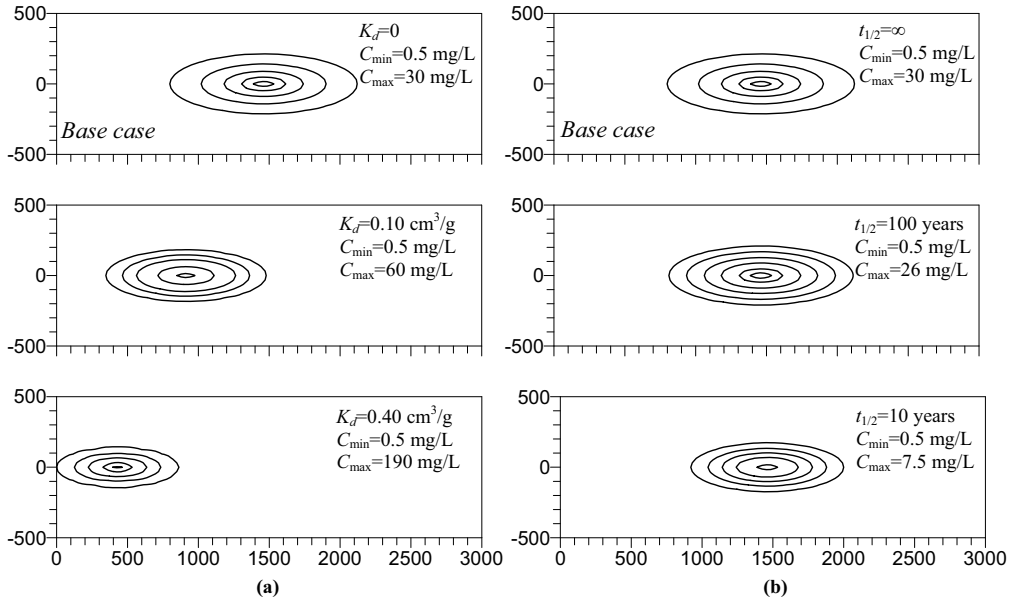 500
0
-500
K_d=0
C_min=0.5 mg/L
C_max=30 mg/L
Base case
500
0
-500
t_1/2=∞
C_min=0.5 mg/L
C_max=30 mg/L
Base case
500
0
-500
K_d=0.10 cm³/g
C_min=0.5 mg/L
C_max=60 mg/L
500
0
-500
t_1/2=100 years
C_min=0.5 mg/L
C_max=26 mg/L
500
0
-500
K_d=0.40 cm³/g
C_min=0.5 mg/L
C_max=190 mg/L
0 500 1000 1500 2000 2500 3000
(a)
500
0
-500
t_1/2=10 years
C_min=0.5 mg/L
C_max=7.5 mg/L
0 500 1000 1500 2000 2500 3000
(b)